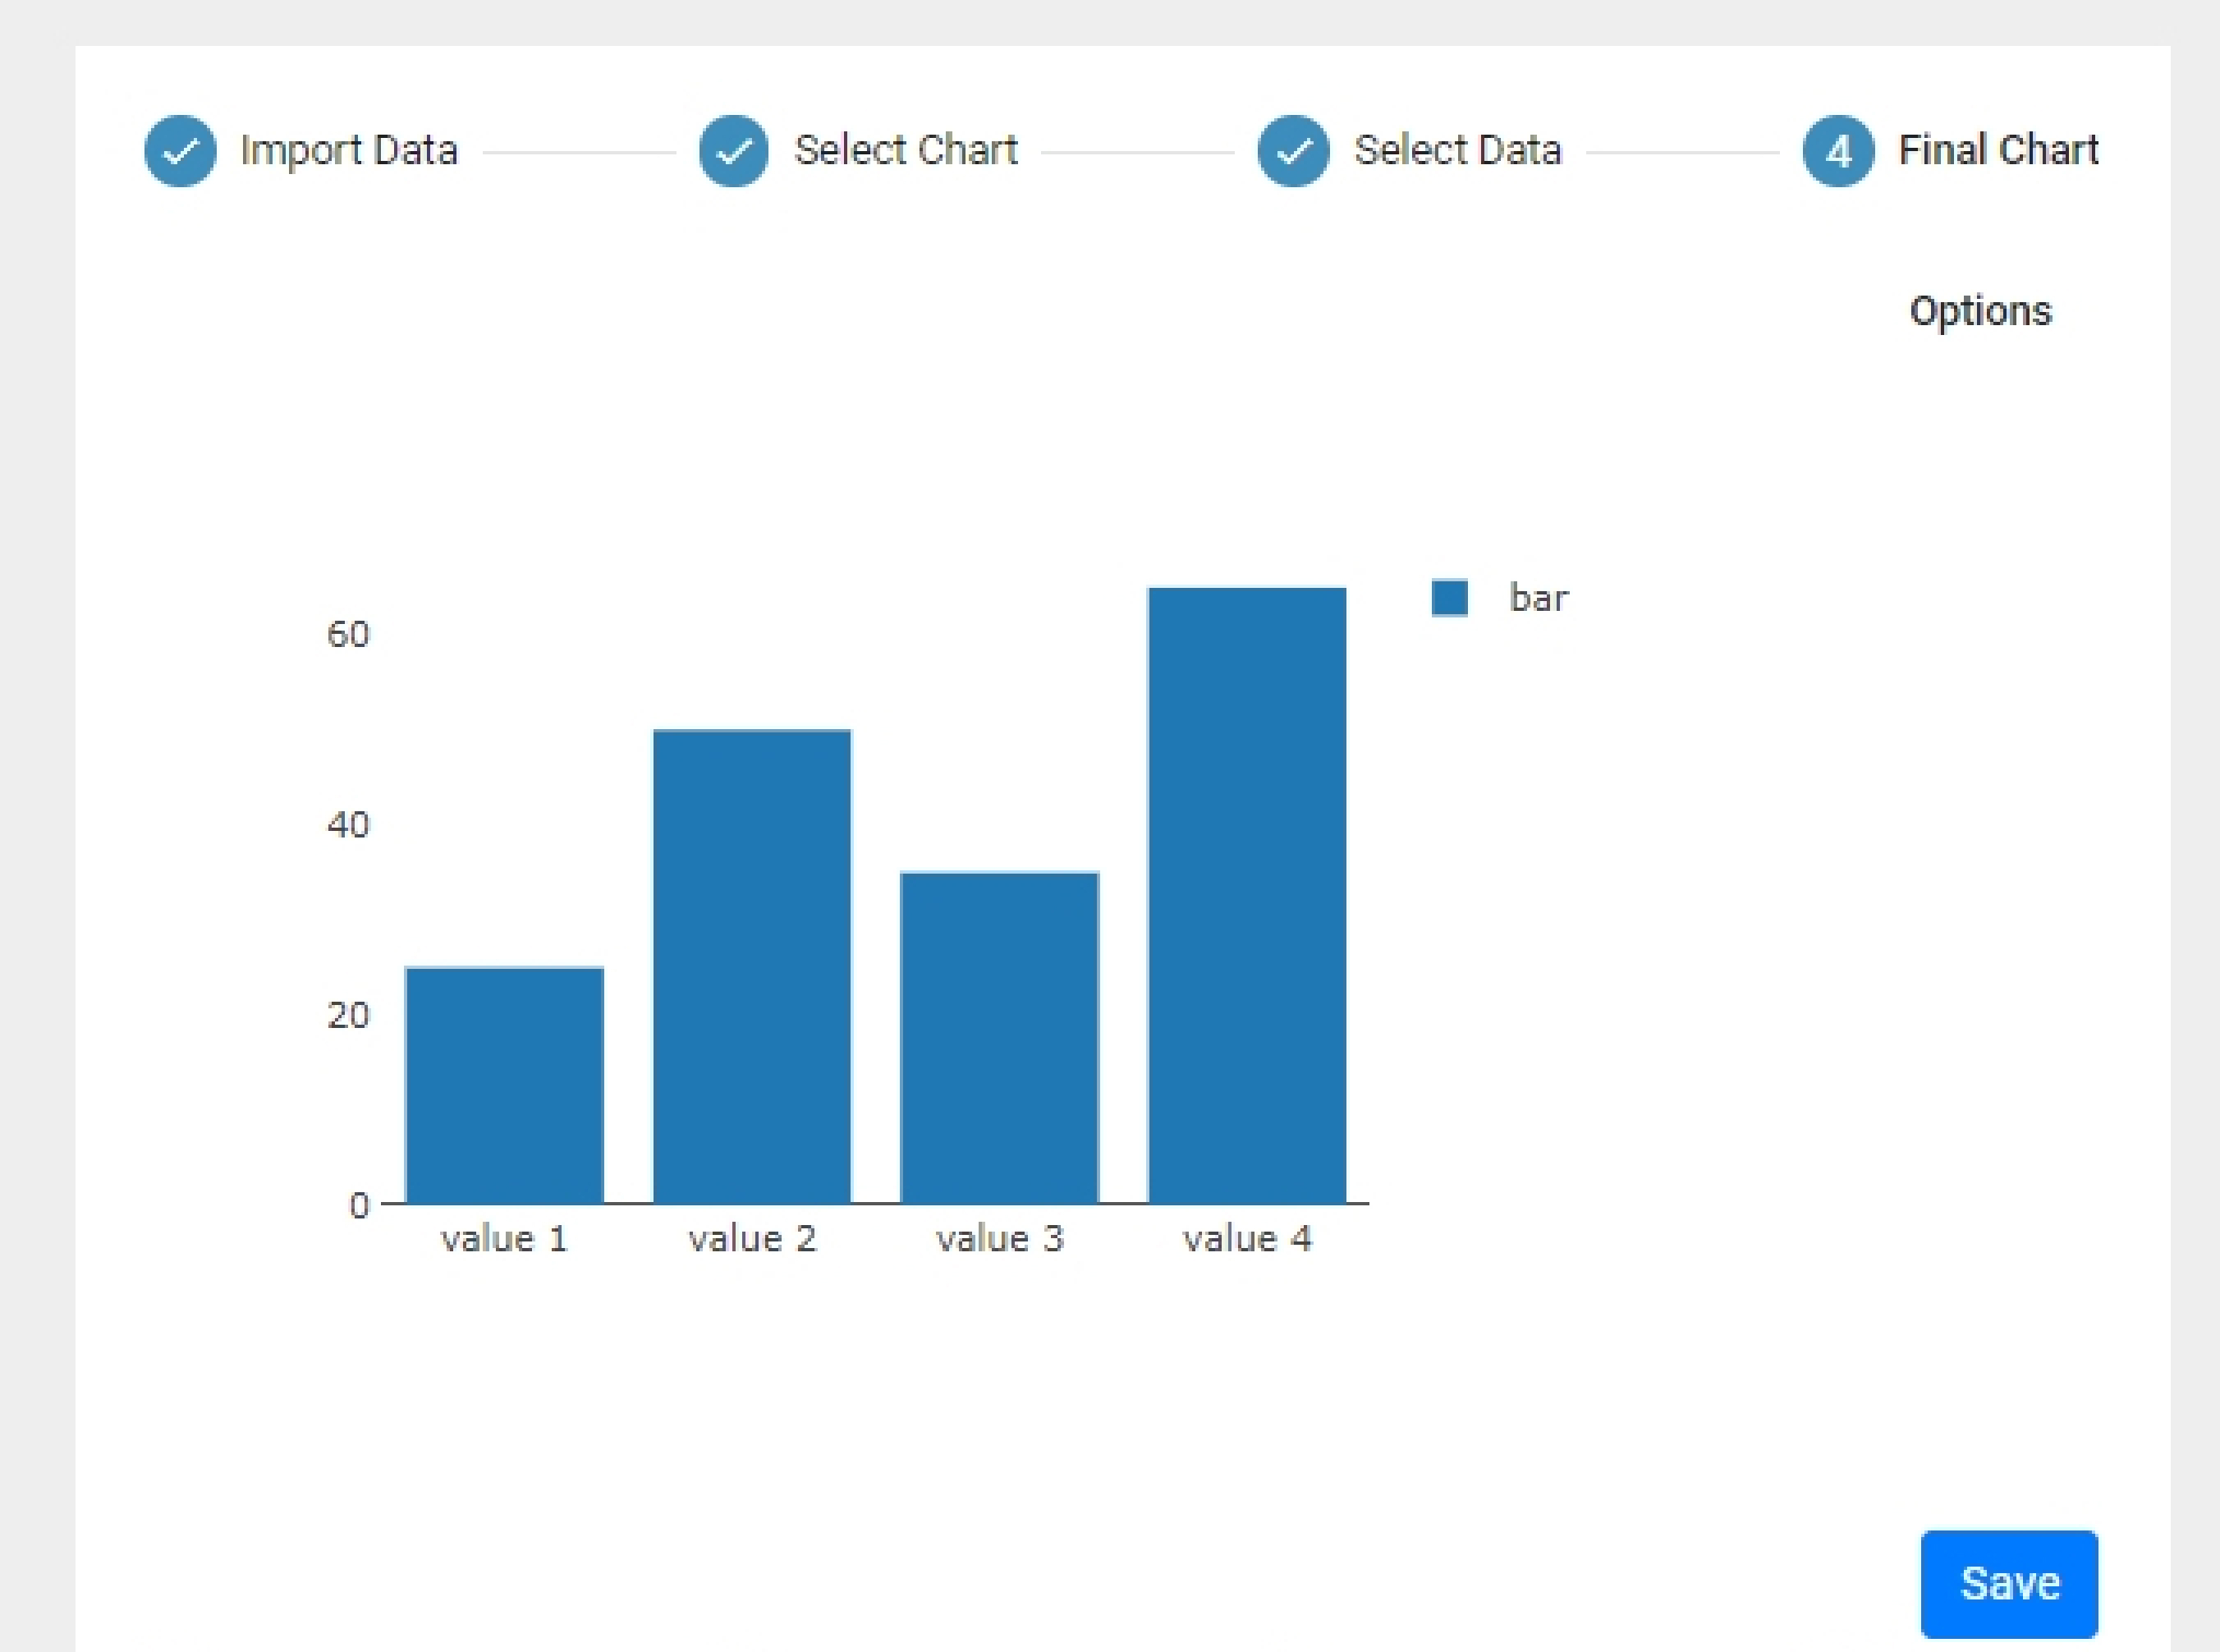 Import Data Select Chart Select Data 4 Final Chart
Options
bar
60
40
20
0
value 1 value 2 value 3 value 4
Save